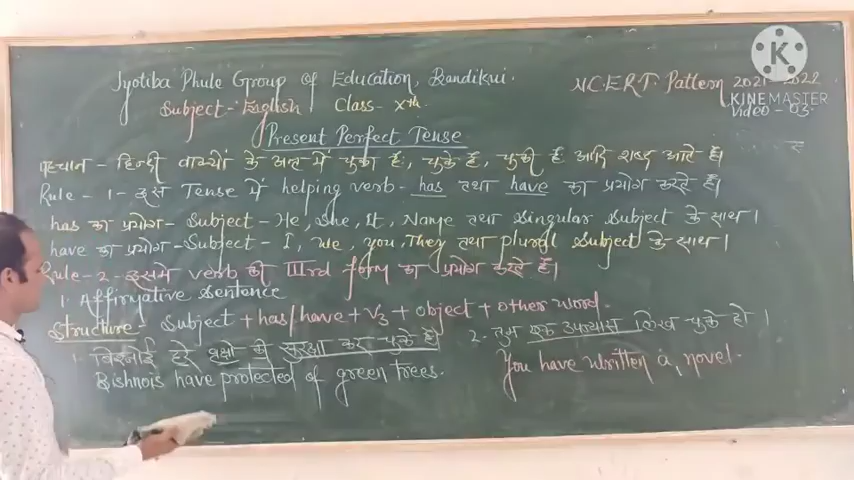 Jyotiba Phule Group of Education, Bandikui.
N.C.E.R.T. Pattern 2021-2022
KINEMASTER
Video - 03.
Subject:- English Class - Xth
Present Perfect Tense
पहचान - हिन्दी वाक्यों के अन्त में चुका है, चुके है, चुकी है आदि शब्द आते हैं।
Rule - 1 - इस Tense में helping verb - has तथा have का प्रयोग करते हैं।
has का प्रयोग - Subject - He, She, It, Name तथा Singular Subject के साथ।
have का प्रयोग - Subject - I, We, you, They तथा plural Subject के साथ।
Rule - 2 - इसमे verb की IIIrd form का प्रयोग करते हैं।
1. Affirmative Sentence
Structure - Subject + has/have + V3 + object + other word.
1. बिश्नोई हरे वृक्षो की सुरक्षा कर चुके है।
Bishnois have protected of green trees.
2. तुम एक उपन्यास लिख चुके हो।
You have written a novel.